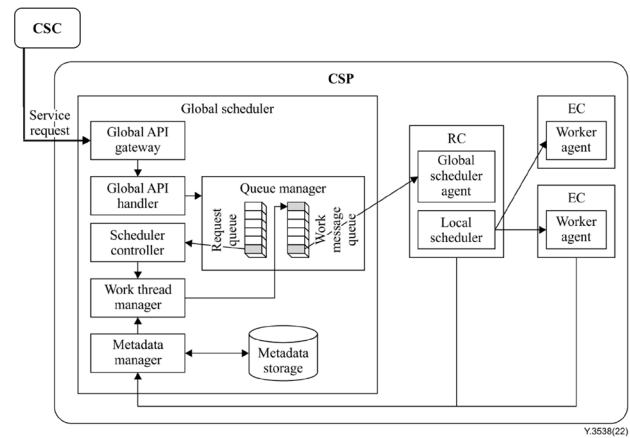 CSC
Service
request
CSP
Global scheduler
Global API
gateway
Global API
handler
Scheduler
controller
Work thread
manager
Metadata
manager
Queue manager
Request
queue
Work
message
queue
Metadata
storage
RC
Global
scheduler
agent
Local
scheduler
EC
Worker
agent
EC
Worker
agent
Y.3538(22)